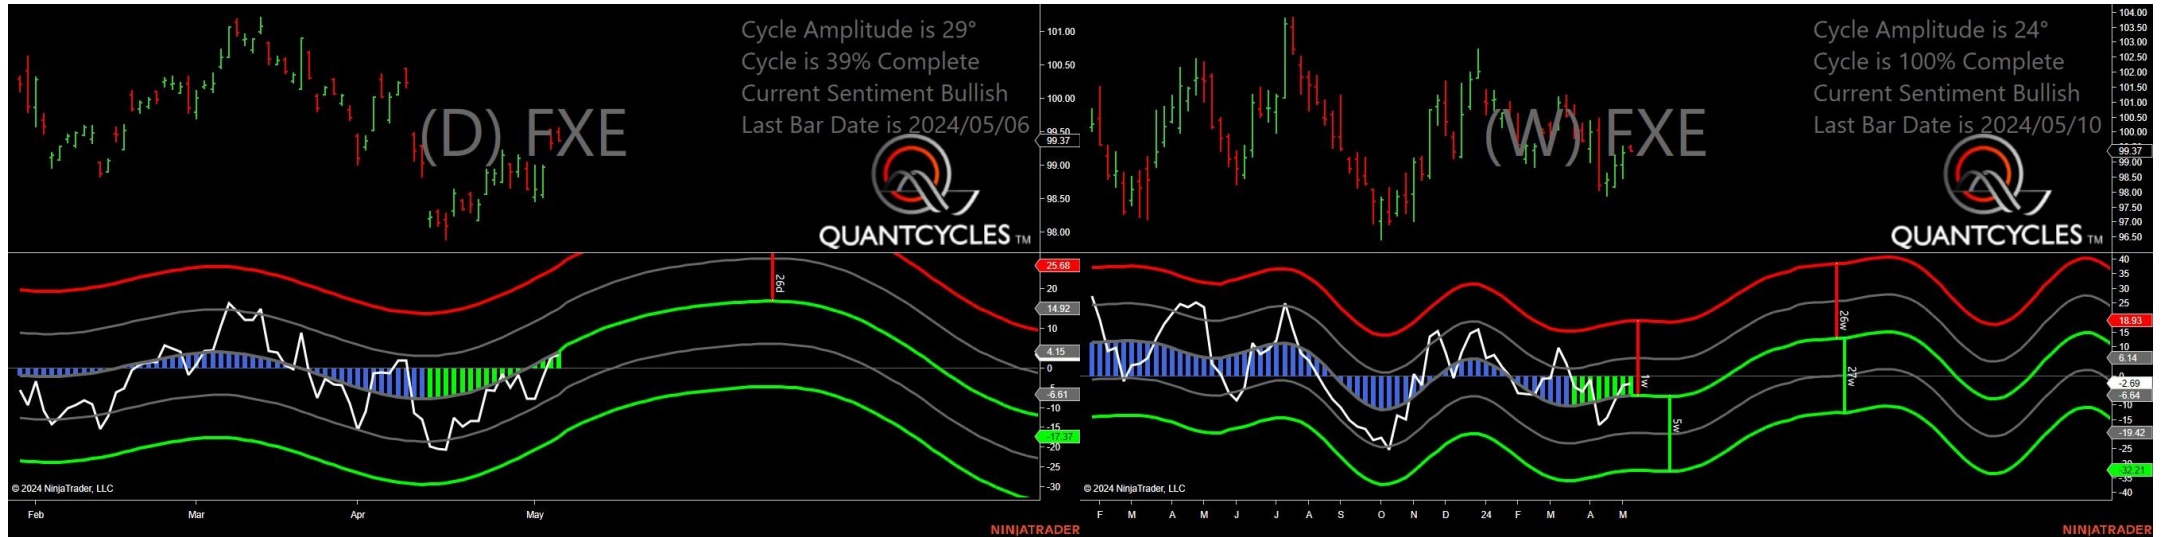 Cycle Amplitude is 29°
Cycle is 39% Complete
Current Sentiment Bullish
Last Bar Date is 2024/05/06
(D) FXE
QUANTCYCLES TM
101.00
100.50
100.00
99.50
99.37
99.00
98.50
98.00
26d
25.68
20
14.92
10
4.15
0
-5
-6.61
-10
-15
-17.37
-20
-25
-30
© 2024 NinjaTrader, LLC
Feb Mar Apr May
NINJATRADER
Cycle Amplitude is 24°
Cycle is 100% Complete
Current Sentiment Bullish
Last Bar Date is 2024/05/10
(W) FXE
QUANTCYCLES TM
104.00
103.50
103.00
102.50
102.00
101.50
101.00
100.50
100.00
99.37
99.00
98.50
98.00
97.50
97.00
96.50
1w
5w
26w
27w
40
35
30
25
18.93
15
10
6.14
-2.69
-6.64
-10
-15
-19.42
-25
-32.21
-35
-40
© 2024 NinjaTrader, LLC
F M A M J J A S O N D 24 F M A M
NINJATRADER